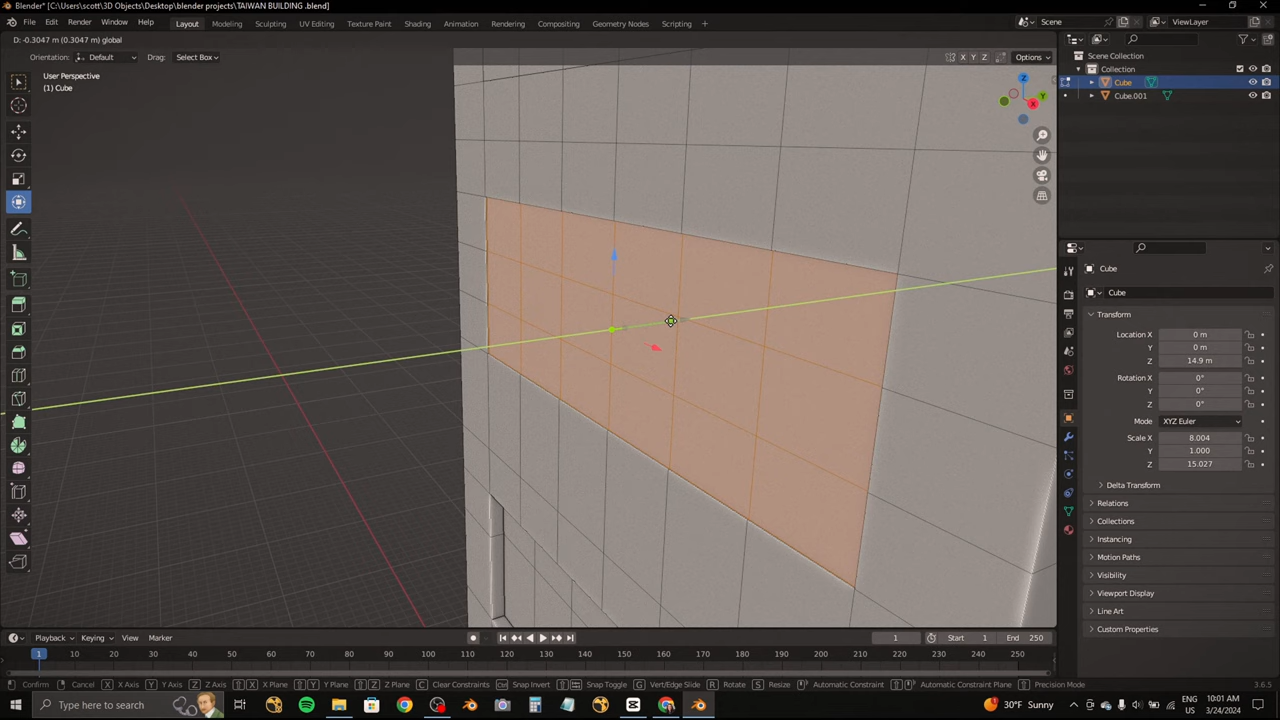 Blender* [C:\Users\scott\3D Objects\Desktop\blender projects\TAIWAN BUILDING .blend]
File Edit Render Window Help Layout Modeling Sculpting UV Editing Texture Paint Shading Animation Rendering Compositing Geometry Nodes Scripting + Scene ViewLayer
D: -0.3047 m (0.3047 m) global
Orientation: Default Drag: Select Box X Y Z Options
User Perspective
(1) Cube
Z
Y
X
Scene Collection
Collection
Cube
Cube.001
Cube
Cube
Transform
Location X 0 m
Y 0 m
Z 14.9 m
Rotation X 0°
Y 0°
Z 0°
Mode XYZ Euler
Scale X 8.004
Y 1.000
Z 15.027
Delta Transform
Relations
Collections
Instancing
Motion Paths
Visibility
Viewport Display
Line Art
Custom Properties
Playback Keying View Marker 1 Start 1 End 250
1 10 20 30 40 50 60 70 80 90 100 110 120 130 140 150 160 170 180 190 200 210 220 230 240 250
Confirm Cancel X X Axis Y Y Axis Z Z Axis X X Plane Y Y Plane Z Z Plane C Clear Constraints Snap Invert Snap Toggle G Vert/Edge Slide R Rotate S Resize Automatic Constraint Automatic Constraint Plane Precision Mode 3.6.5
Type here to search 30°F Sunny ENG US 10:01 AM 3/24/2024